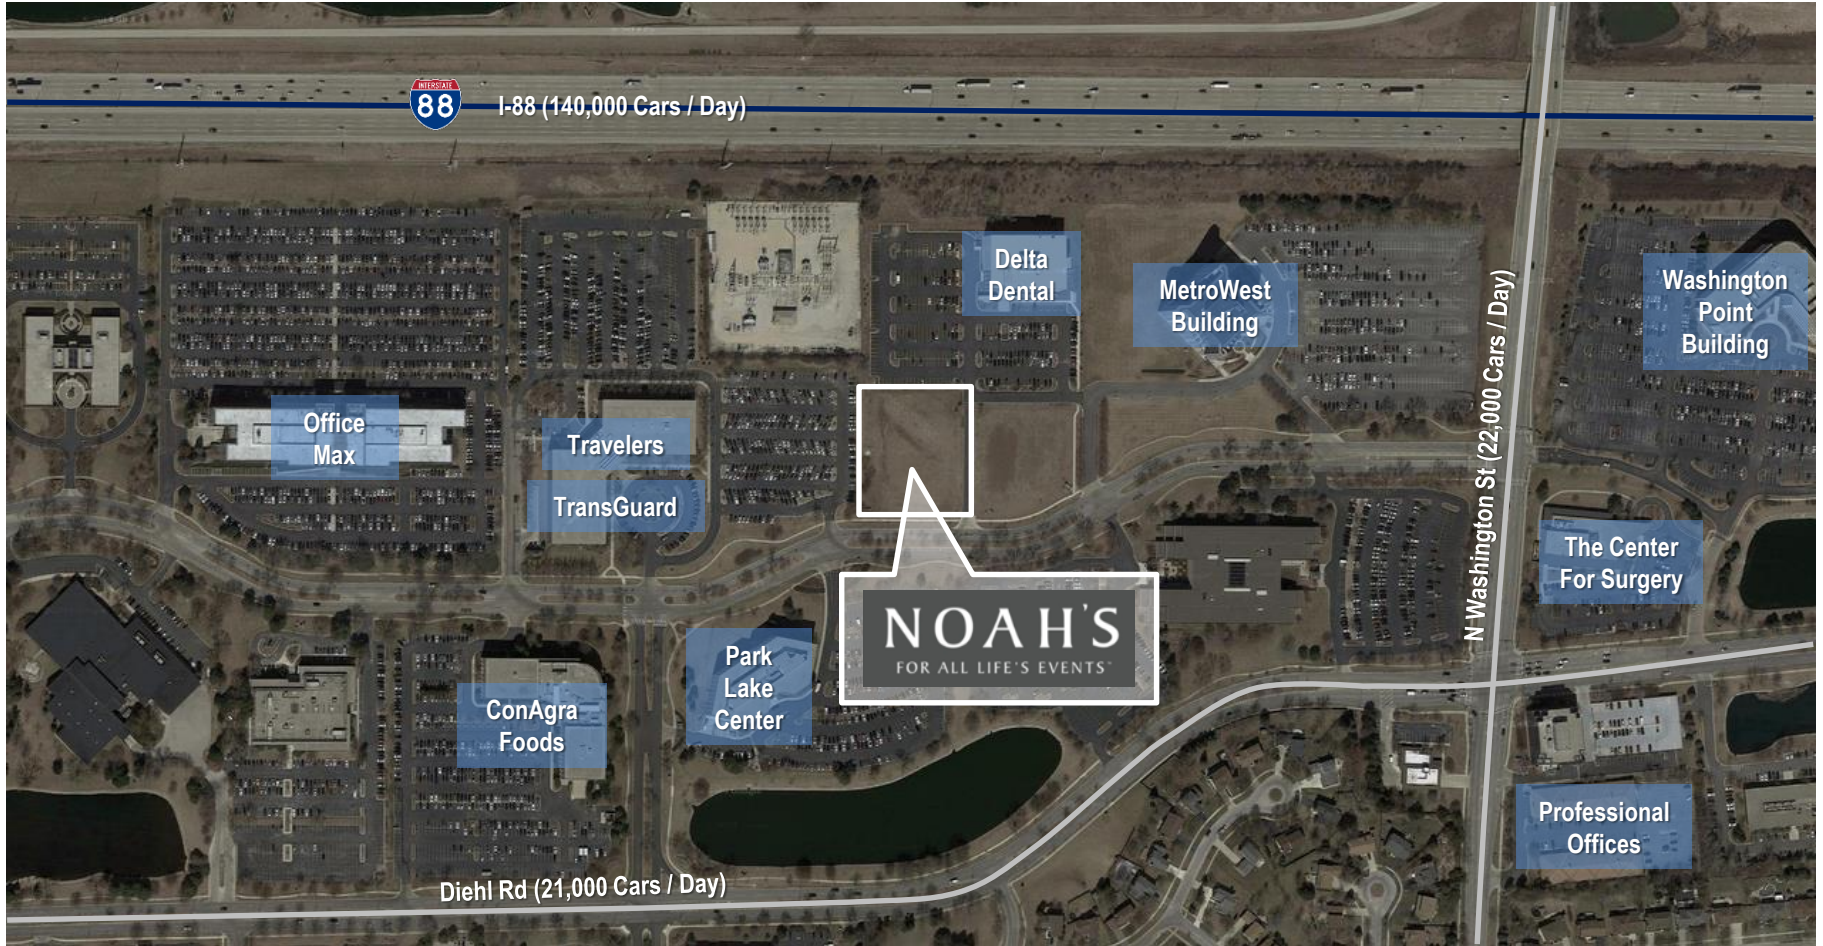 INTERSTATE
88
I-88 (140,000 Cars / Day)
Delta
Dental
MetroWest
Building
Washington
Point
Building
N Washington St (22,000 Cars / Day)
Office
Max
Travelers
TransGuard
The Center
For Surgery
NOAH'S
FOR ALL LIFE'S EVENTS™
Park
Lake
Center
ConAgra
Foods
Professional
Offices
Diehl Rd (21,000 Cars / Day)